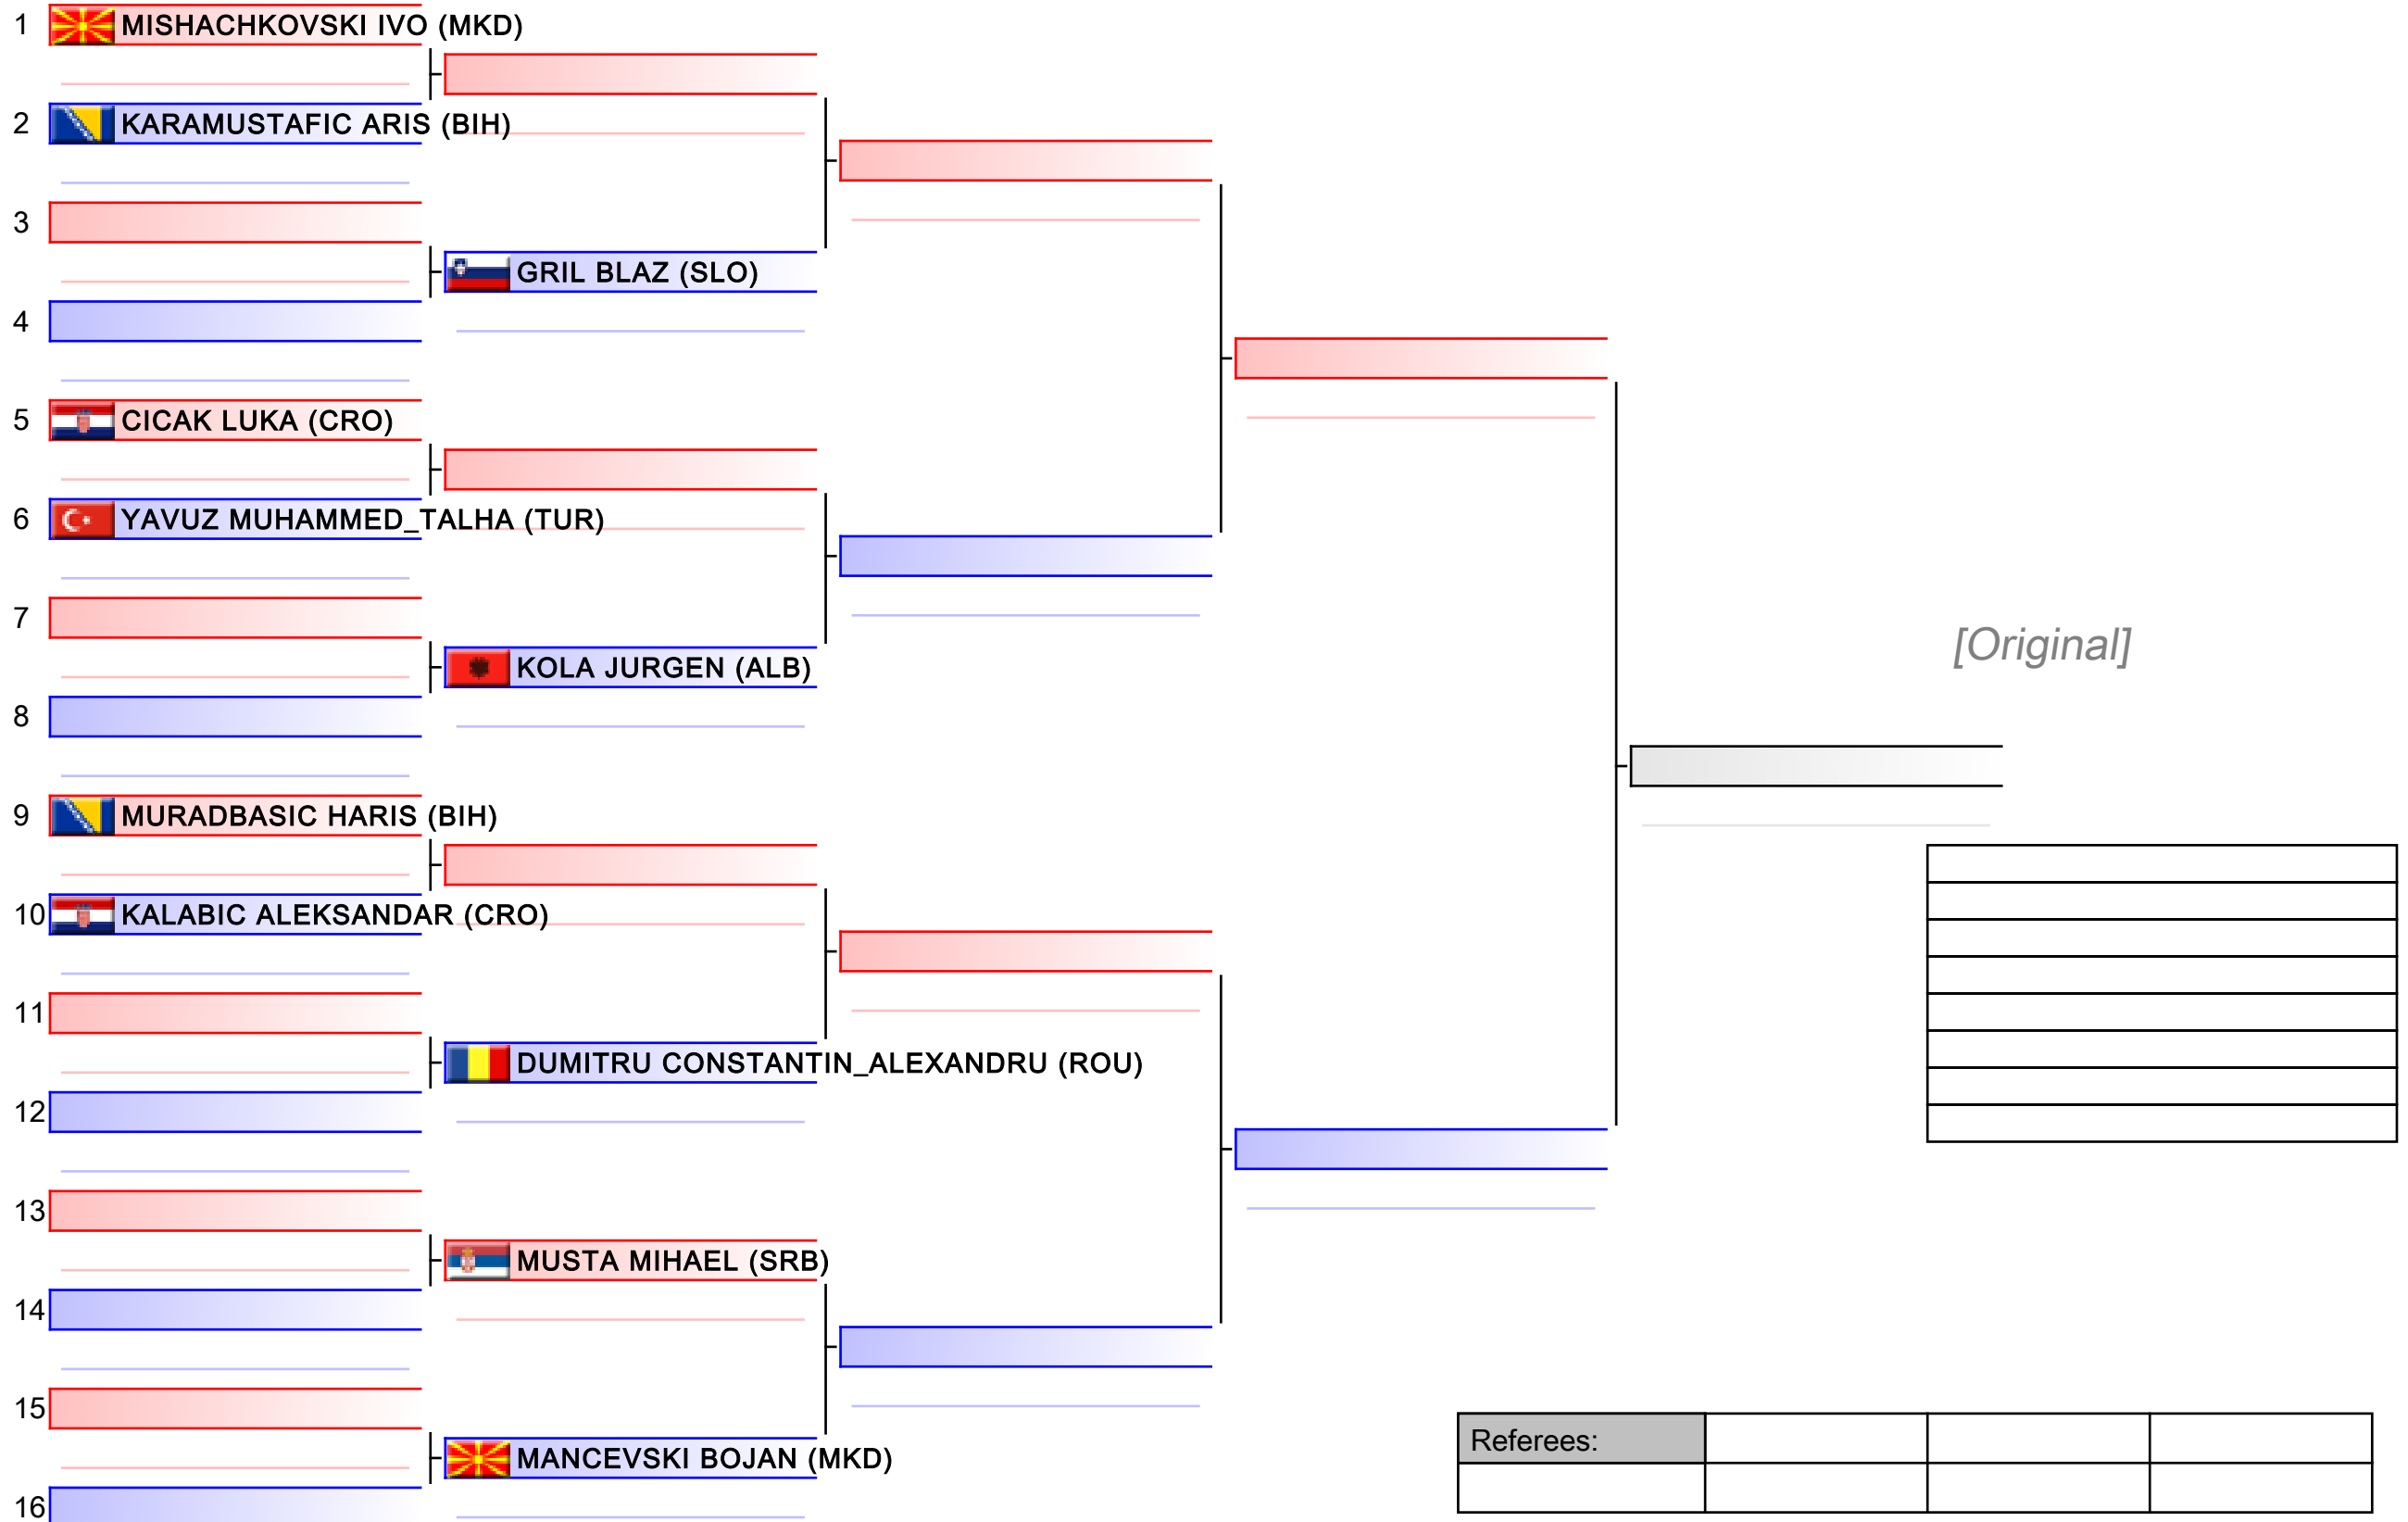 1 MISHACHKOVSKI IVO (MKD)
2 KARAMUSTAFIC ARIS (BIH)
3
GRIL BLAZ (SLO)
4
5 CICAK LUKA (CRO)
6 YAVUZ MUHAMMED_TALHA (TUR)
7
[Original]
KOLA JURGEN (ALB)
8
9 MURADBASIC HARIS (BIH)
10 KALABIC ALEKSANDAR (CRO)
11
DUMITRU CONSTANTIN_ALEXANDRU (ROU)
12
13
MUSTA MIHAEL (SRB)
14
15
Referees:
MANCEVSKI BOJAN (MKD)
16